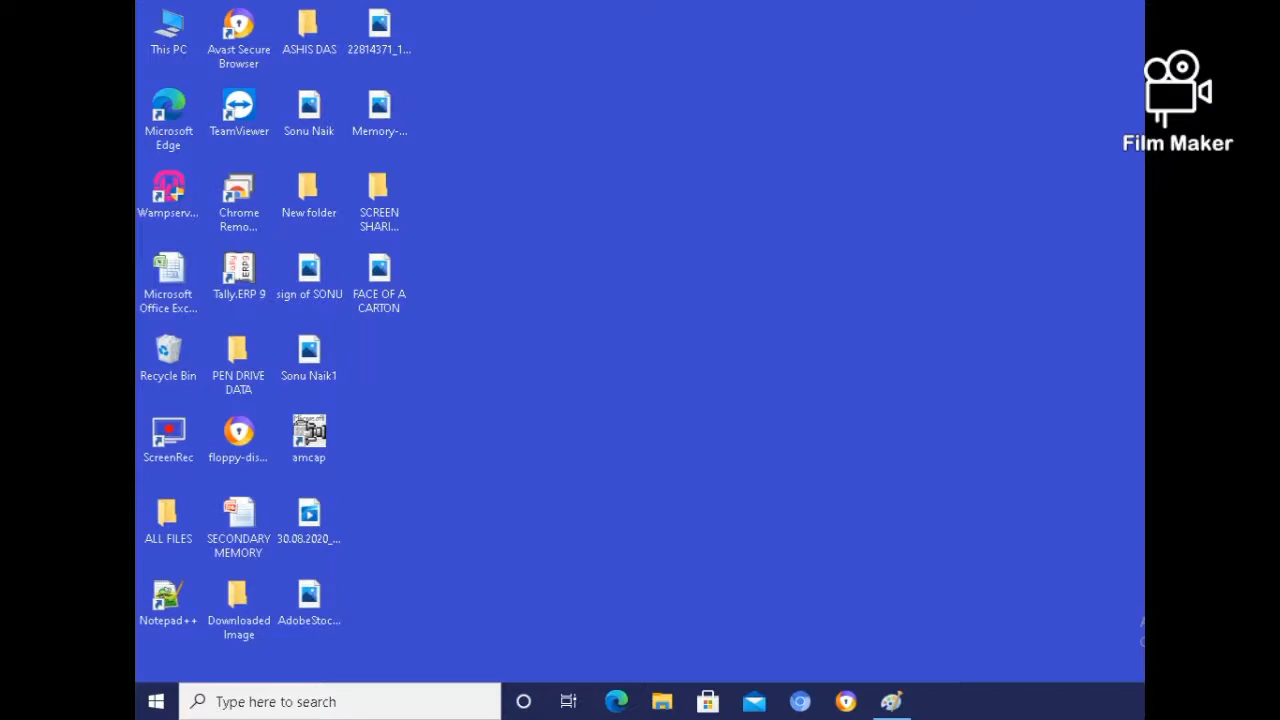 This PC
Avast Secure
Browser
ASHIS DAS
22814371_1...
Microsoft
Edge
TeamViewer
Sonu Naik
Memory-...
Wampserv...
Chrome
Remo...
New folder
SCREEN
SHARI...
Microsoft
Office Exc...
Tally.ERP 9
sign of SONU
FACE OF A
CARTON
Recycle Bin
PEN DRIVE
DATA
Sonu Naik1
ScreenRec
floppy-dis...
amcap
ALL FILES
SECONDARY
MEMORY
30.08.2020_...
Notepad++
Downloaded
Image
AdobeStoc...
Type here to search
Film Maker